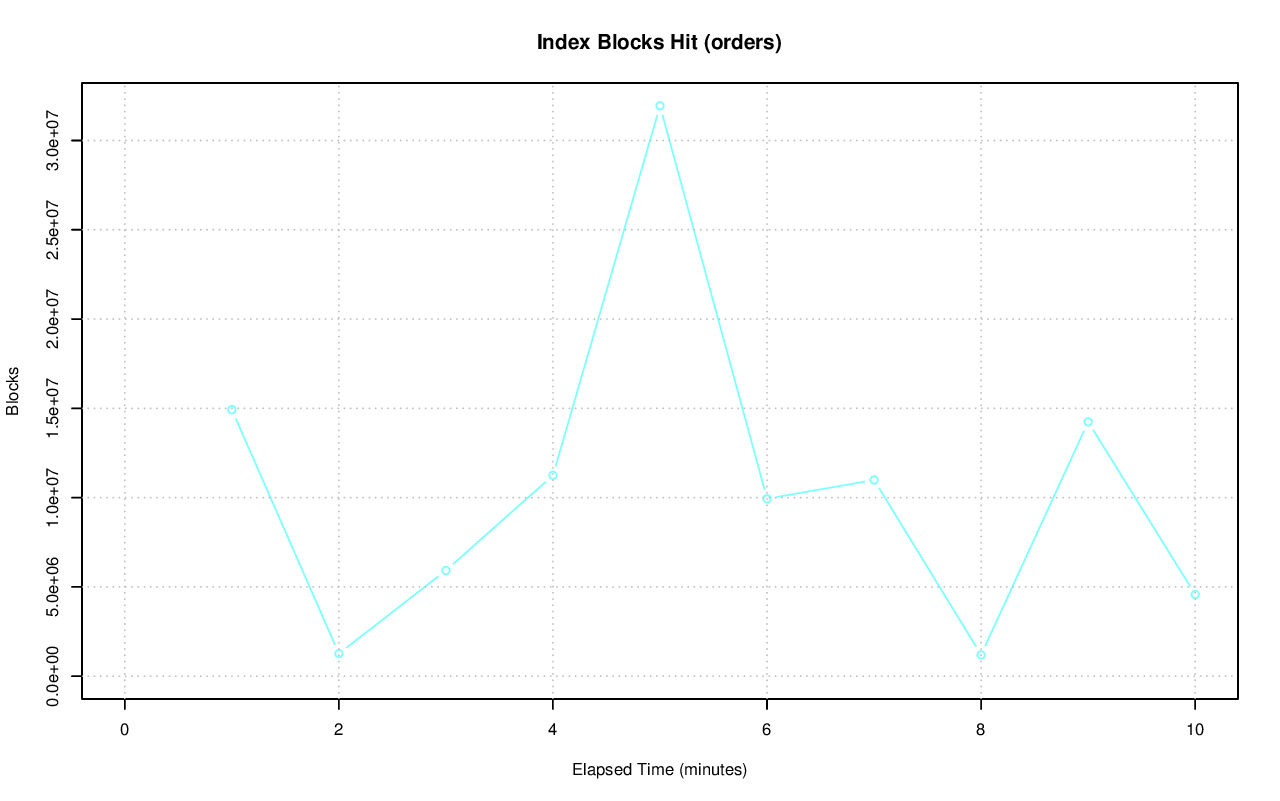 Index Blocks Hit (orders)
Blocks
3.0e+07
2.5e+07
2.0e+07
1.5e+07
1.0e+07
5.0e+06
0.0e+00
0 2 4 6 8 10
Elapsed Time (minutes)